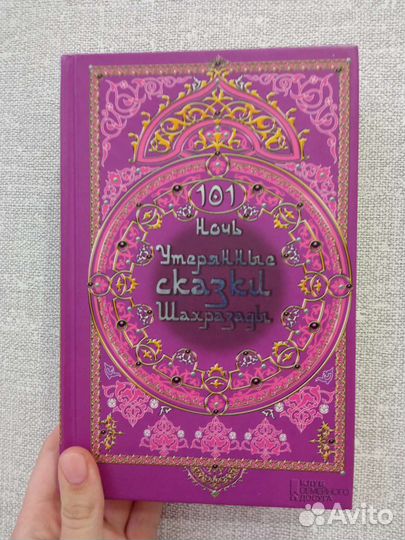 101
Ночь
Утерянные
сказки
Шахразады
КЛУБ
СЕМЕЙНОГО
ДОСУГА
Avito